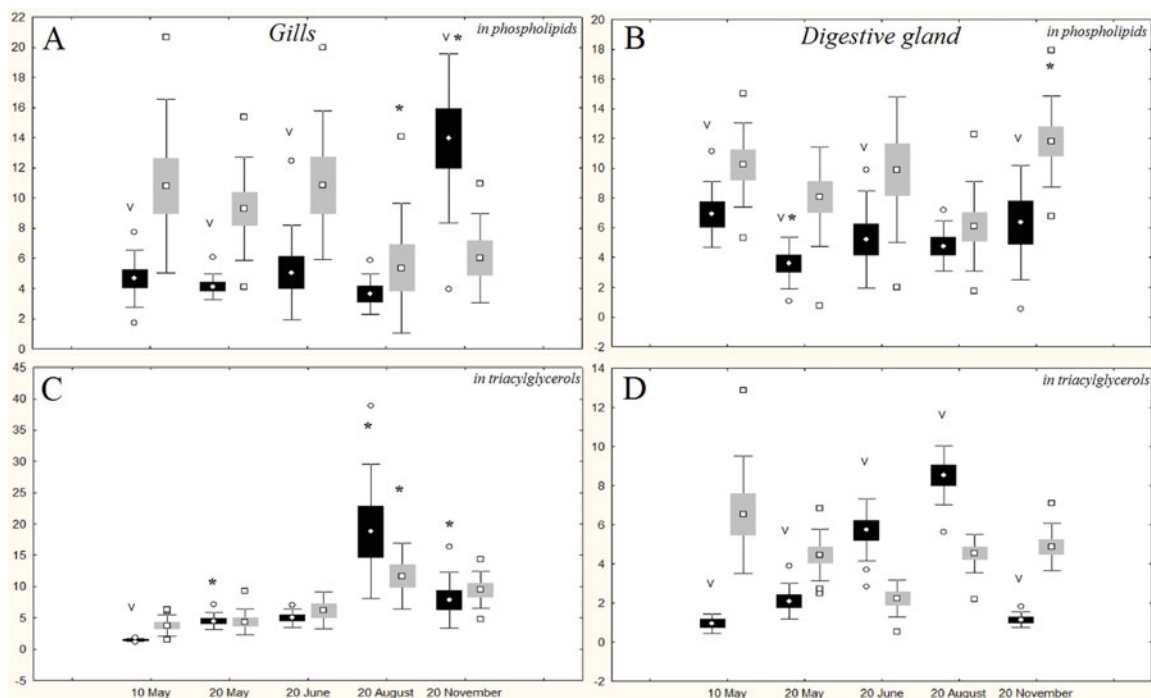 A Gills in phospholipids
22
20
18
16
14
12
10
8
6
4
2
0
v *
v
v
v
*
B Digestive gland in phospholipids
20
18
16
14
12
10
8
6
4
2
0
-2
v
v *
v
v
*
C in triacylglycerols
45
40
35
30
25
20
15
10
5
0
-5
v
*
*
*
*
10 May 20 May 20 June 20 August 20 November
D in triacylglycerols
14
12
10
8
6
4
2
0
-2
v
v
v
v
v
10 May 20 May 20 June 20 August 20 November